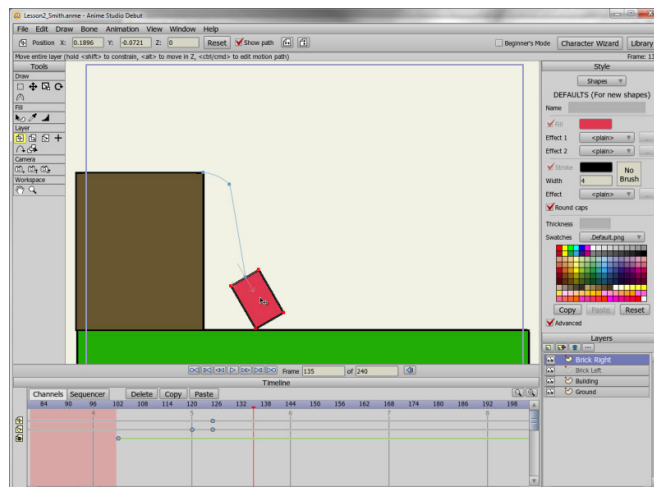 Lesson2_Smith.anme - Anime Studio Debut
File Edit Draw Bone Animation View Window Help
Position X: 0.1896 Y: -0.0721 Z: 0 Reset Show path
Beginner's Mode Character Wizard Library
Move entire layer (hold <shift> to constrain, <alt> to move in Z, <ctrl/cmd> to edit motion path)
Frame: 13
Tools
Draw
Fill
Layer
Camera
Workspace
Style
Shapes
DEFAULTS (For new shapes)
Name
Fill
Effect 1 <plain>
Effect 2 <plain>
Stroke
No Brush
Width 4
Effect <plain>
Round caps
Thickness
Swatches .Default.png
Copy Paste Reset
Advanced
Layers
Brick Right
Brick Left
Building
Ground
Frame 135 of 240
Timeline
Channels Sequencer Delete Copy Paste
84 90 96 102 108 114 120 126 132 138 144 150 156 162 168 174 180 186 192 198
4 5 6 7 8